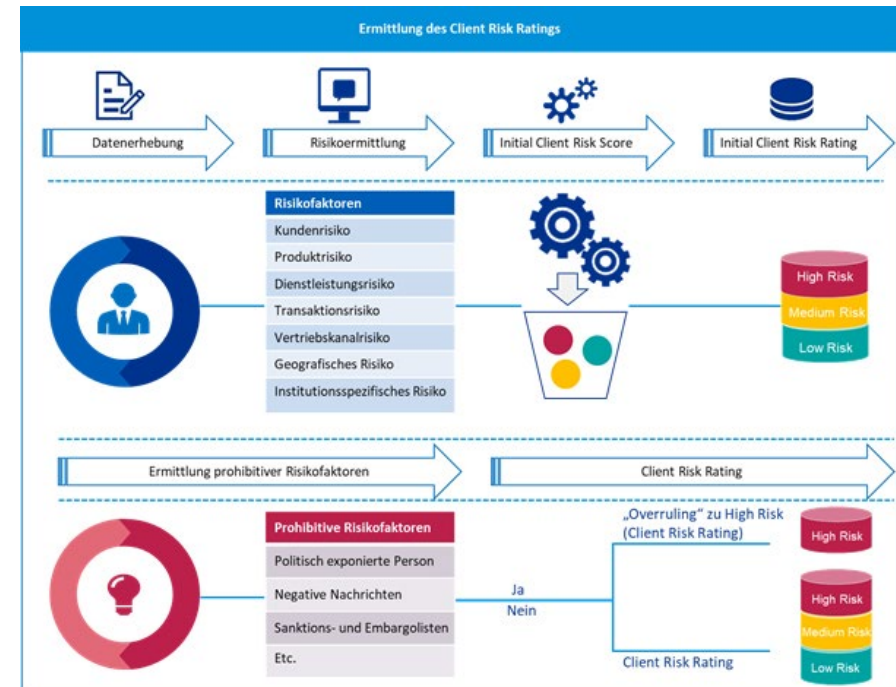 Ermittlung des Client Risk Ratings
Datenerhebung
Risikoermittlung
Initial Client Risk Score
Initial Client Risk Rating
Risikofaktoren
Kundenrisiko
Produktrisiko
Dienstleistungsrisiko
Transaktionsrisiko
Vertriebskanalrisiko
Geografisches Risiko
Institutionsspezifisches Risiko
High Risk
Medium Risk
Low Risk
Ermittlung prohibitiver Risikofaktoren
Client Risk Rating
Prohibitive Risikofaktoren
Politisch exponierte Person
Negative Nachrichten
Sanktions- und Embargolisten
Etc.
Ja
Nein
„Overruling“ zu High Risk
(Client Risk Rating)
High Risk
Client Risk Rating
High Risk
Medium Risk
Low Risk